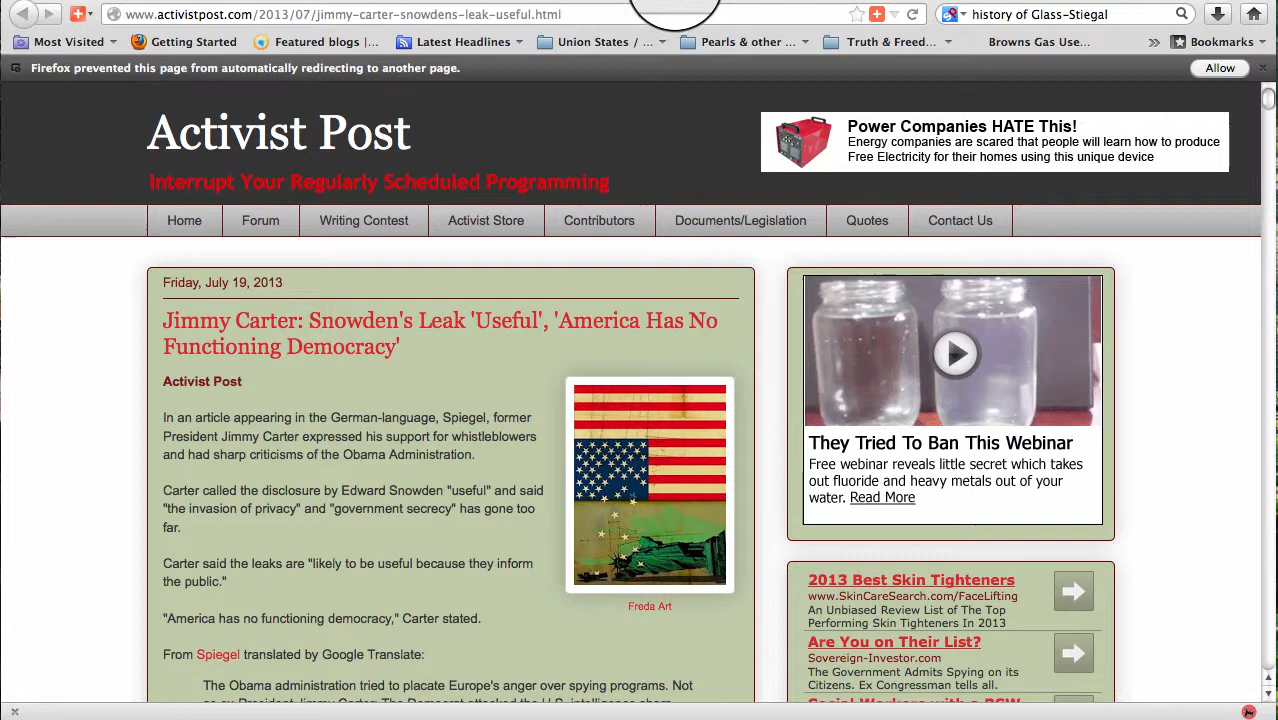 www.activistpost.com/2013/07/jimmy-carter-snowdens-leak-useful.html
history of Glass-Stiegal
Most Visited
Getting Started
Featured blogs |...
Latest Headlines
Union States / ...
Pearls & other ...
Truth & Freed...
Browns Gas Use...
Bookmarks
Firefox prevented this page from automatically redirecting to another page.
Allow
Activist Post
Interrupt Your Regularly Scheduled Programming
Power Companies HATE This!
Energy companies are scared that people will learn how to produce
Free Electricity for their homes using this unique device
Home
Forum
Writing Contest
Activist Store
Contributors
Documents/Legislation
Quotes
Contact Us
Friday, July 19, 2013
Jimmy Carter: Snowden's Leak 'Useful', 'America Has No
Functioning Democracy'
Activist Post
In an article appearing in the German-language, Spiegel, former
President Jimmy Carter expressed his support for whistleblowers
and had sharp criticisms of the Obama Administration.
Carter called the disclosure by Edward Snowden "useful" and said
"the invasion of privacy" and "government secrecy" has gone too
far.
Carter said the leaks are "likely to be useful because they inform
the public."
"America has no functioning democracy," Carter stated.
From Spiegel translated by Google Translate:
The Obama administration tried to placate Europe's anger over spying programs. Not
Freda Art
They Tried To Ban This Webinar
Free webinar reveals little secret which takes
out fluoride and heavy metals out of your
water. Read More
2013 Best Skin Tighteners
www.SkinCareSearch.com/FaceLifting
An Unbiased Review List of The Top
Performing Skin Tighteners In 2013
Are You on Their List?
Sovereign-Investor.com
The Government Admits Spying on its
Citizens. Ex Congressman tells all.